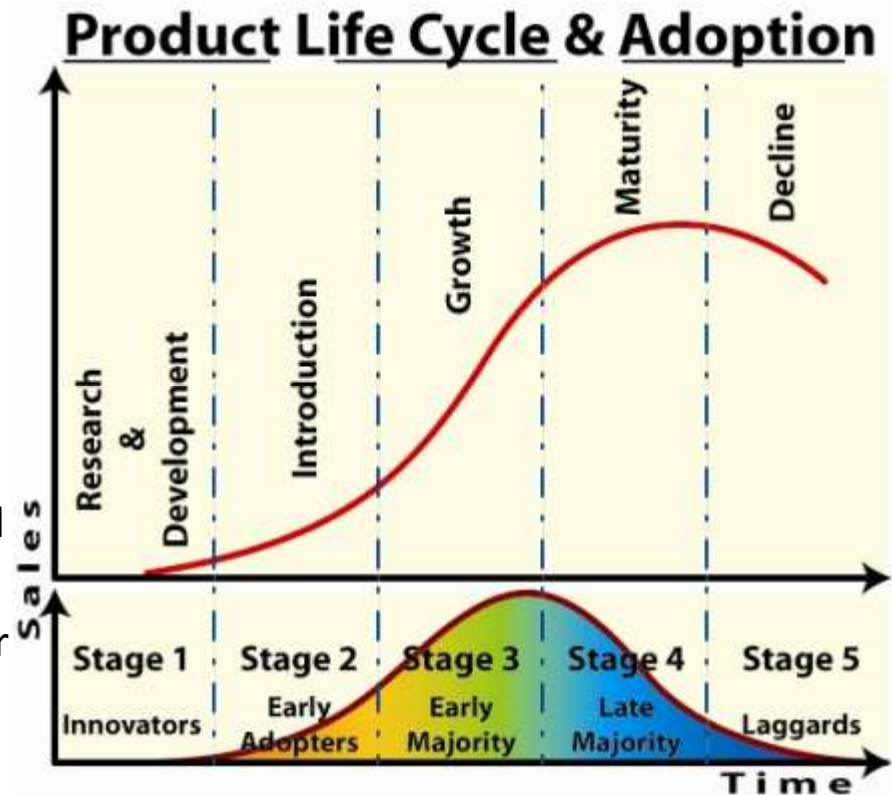 Product Life Cycle & Adoption
Research
&
Development
Introduction
Growth
Maturity
Decline
Sales
Stage 1
Innovators
Stage 2
Early
Adopters
Stage 3
Early
Majority
Stage 4
Late
Majority
Stage 5
Laggards
Time